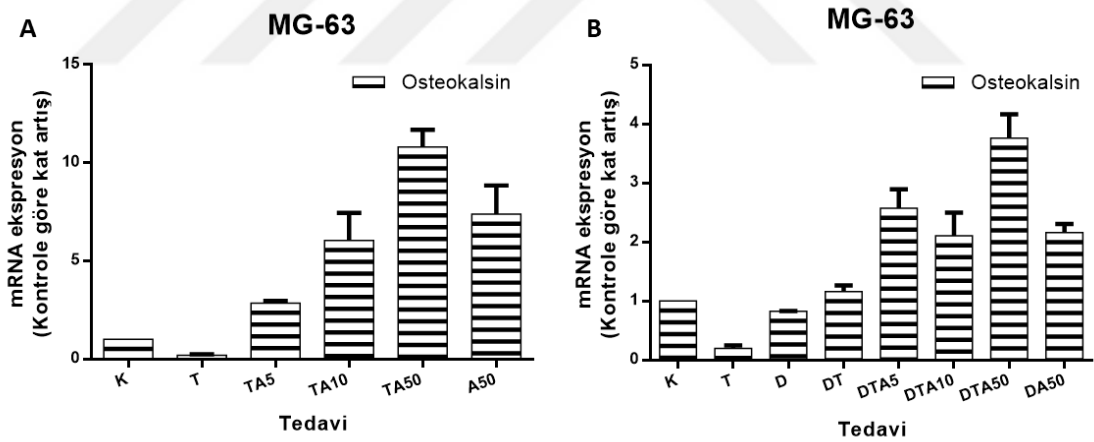 A
MG-63
mRNA ekspresyon
(Kontrole göre kat artış)
15
10
5
0
Osteokalsin
K
T
TA5
TA10
TA50
A50
Tedavi
B
MG-63
mRNA ekspresyon
(Kontrole göre kat artış)
5
4
3
2
1
0
Osteokalsin
K
T
D
DT
DTA5
DTA10
DTA50
DA50
Tedavi